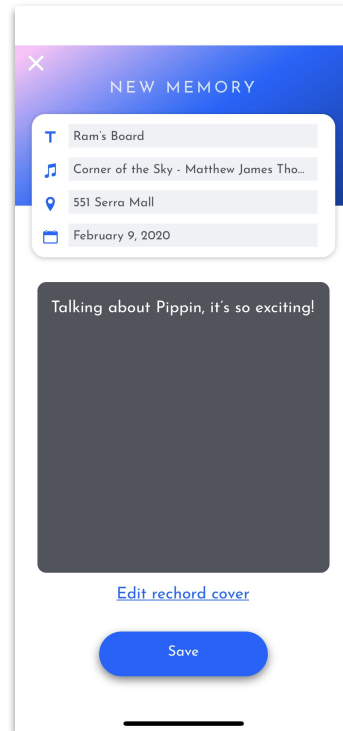 NEW MEMORY
Ram's Board
Corner of the Sky - Matthew James Tho...
551 Serra Mall
February 9, 2020
Talking about Pippin, it's so exciting!
Edit rechord cover
Save